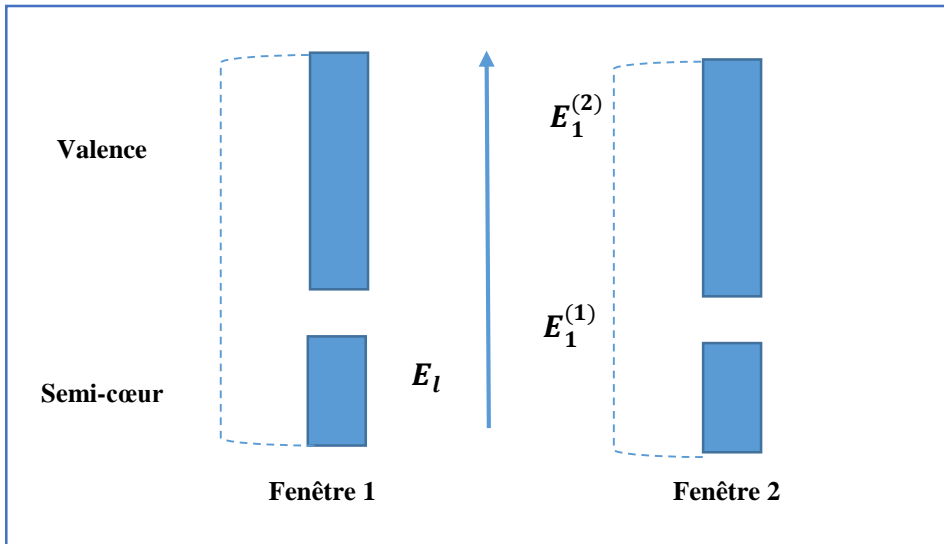 $E_1^{(2)}$
Valence
$E_1^{(1)}$
$E_l$
Semi-cœur
Fenêtre 1
Fenêtre 2